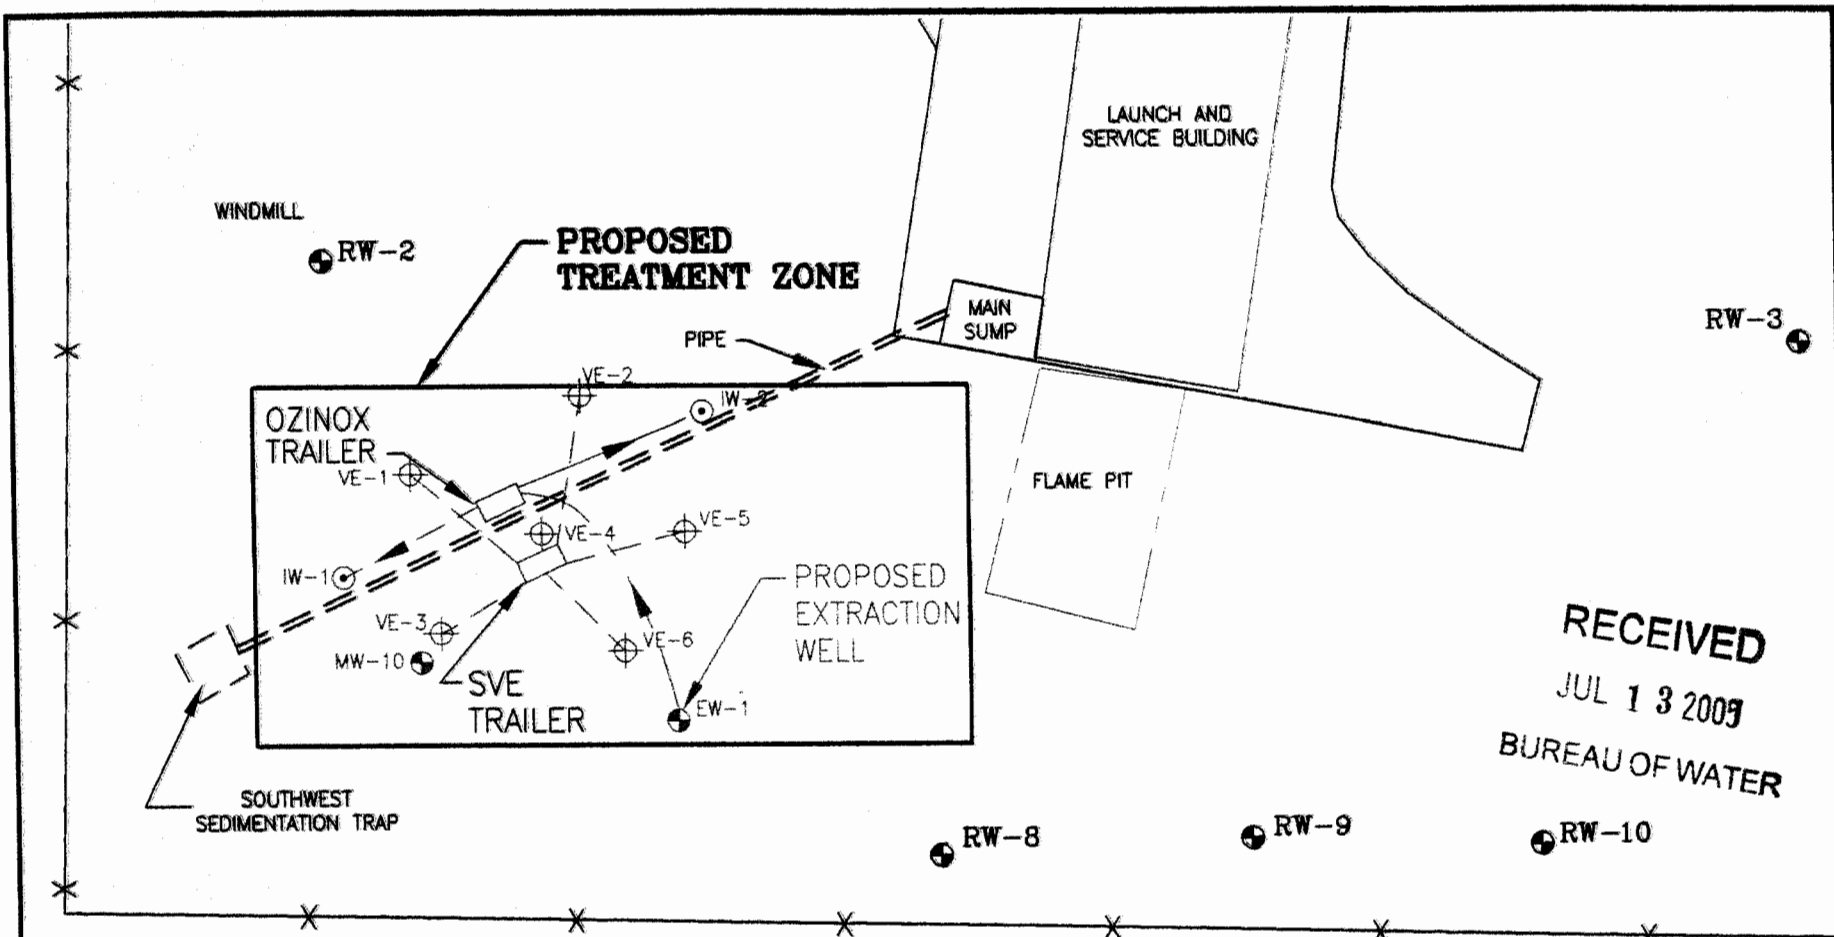 LAUNCH AND
SERVICE BUILDING
WINDMILL
RW-2
PROPOSED
TREATMENT ZONE
MAIN
SUMP
RW-3
PIPE
VE-2
IW-2
OZINOX
TRAILER
VE-1
FLAME PIT
VE-4
VE-5
IW-1
PROPOSED
EXTRACTION
WELL
VE-3
VE-6
MW-10
SVE
TRAILER
EW-1
RECEIVED
JUL 13 2009
BUREAU OF WATER
SOUTHWEST
SEDIMENTATION TRAP
RW-8
RW-9
RW-10